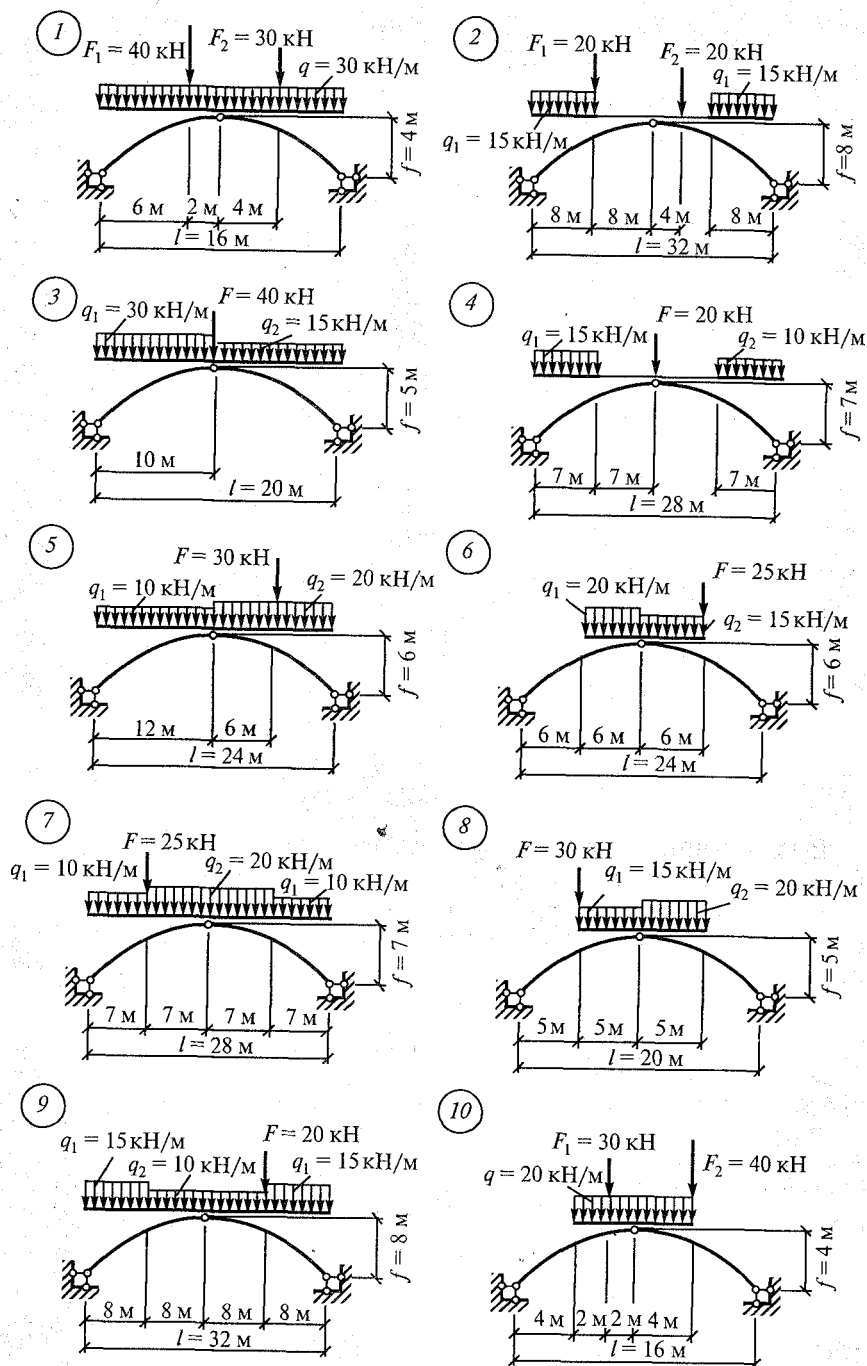 1
F₁ = 40 кН
F₂ = 30 кН
q = 30 кН/м
f = 4 м
6 м
2 м
4 м
l = 16 м
2
F₁ = 20 кН
F₂ = 20 кН
q₁ = 15 кН/м
q₁ = 15 кН/м
f = 8 м
8 м
8 м
4 м
8 м
l = 32 м
3
q₁ = 30 кН/м
F = 40 кН
q₂ = 15 кН/м
f = 5 м
10 м
l = 20 м
4
q₁ = 15 кН/м
F = 20 кН
q₂ = 10 кН/м
f = 7 м
7 м
7 м
7 м
l = 28 м
5
F = 30 кН
q₁ = 10 кН/м
q₂ = 20 кН/м
f = 6 м
12 м
6 м
l = 24 м
6
F = 25 кН
q₁ = 20 кН/м
q₂ = 15 кН/м
f = 6 м
6 м
6 м
6 м
l = 24 м
7
F = 25 кН
q₁ = 10 кН/м
q₂ = 20 кН/м
q₁ = 10 кН/м
f = 7 м
7 м
7 м
7 м
7 м
l = 28 м
8
F = 30 кН
q₁ = 15 кН/м
q₂ = 20 кН/м
f = 5 м
5 м
5 м
5 м
l = 20 м
9
q₁ = 15 кН/м
q₂ = 10 кН/м
F = 20 кН
q₁ = 15 кН/м
f = 8 м
8 м
8 м
8 м
8 м
l = 32 м
10
F₁ = 30 кН
F₂ = 40 кН
q = 20 кН/м
f = 4 м
4 м
2 м
2 м
4 м
l = 16 м